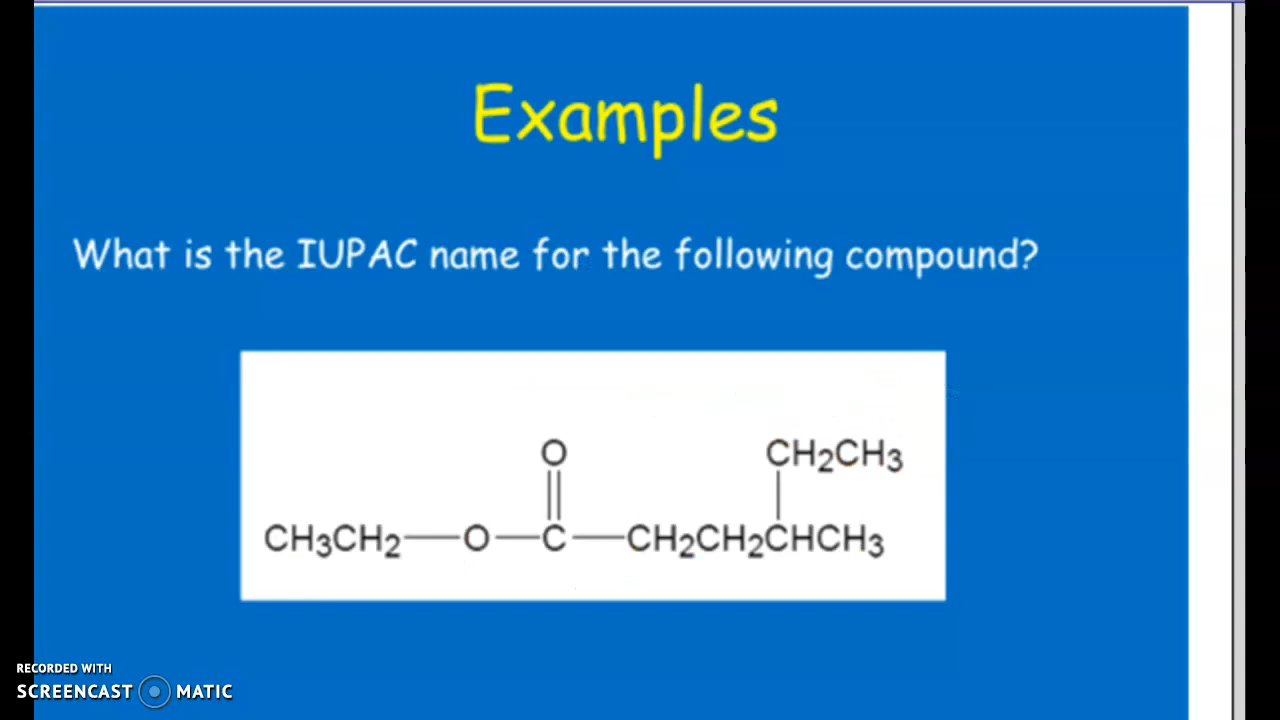 Examples
What is the IUPAC name for the following compound?
O
CH₂CH₃
CH₃CH₂—O—C—CH₂CH₂CHCH₃
RECORDED WITH
SCREENCAST MATIC